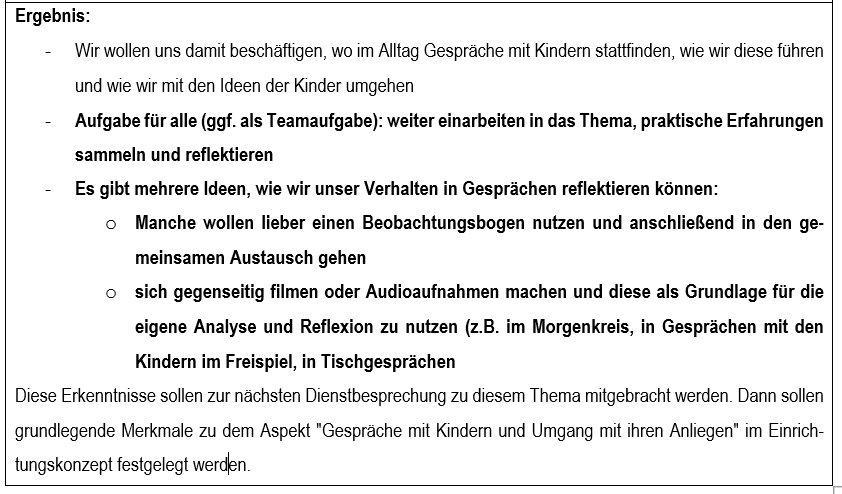 Ergebnis:
- Wir wollen uns damit beschäftigen, wo im Alltag Gespräche mit Kindern stattfinden, wie wir diese führen
und wie wir mit den Ideen der Kinder umgehen
- Aufgabe für alle (ggf. als Teamaufgabe): weiter einarbeiten in das Thema, praktische Erfahrungen
sammeln und reflektieren
- Es gibt mehrere Ideen, wie wir unser Verhalten in Gesprächen reflektieren können:
o Manche wollen lieber einen Beobachtungsbogen nutzen und anschließend in den ge-
meinsamen Austausch gehen
o sich gegenseitig filmen oder Audioaufnahmen machen und diese als Grundlage für die
eigene Analyse und Reflexion zu nutzen (z.B. im Morgenkreis, in Gesprächen mit den
Kindern im Freispiel, in Tischgesprächen
Diese Erkenntnisse sollen zur nächsten Dienstbesprechung zu diesem Thema mitgebracht werden. Dann sollen
grundlegende Merkmale zu dem Aspekt "Gespräche mit Kindern und Umgang mit ihren Anliegen" im Einrich-
tungskonzept festgelegt werden.